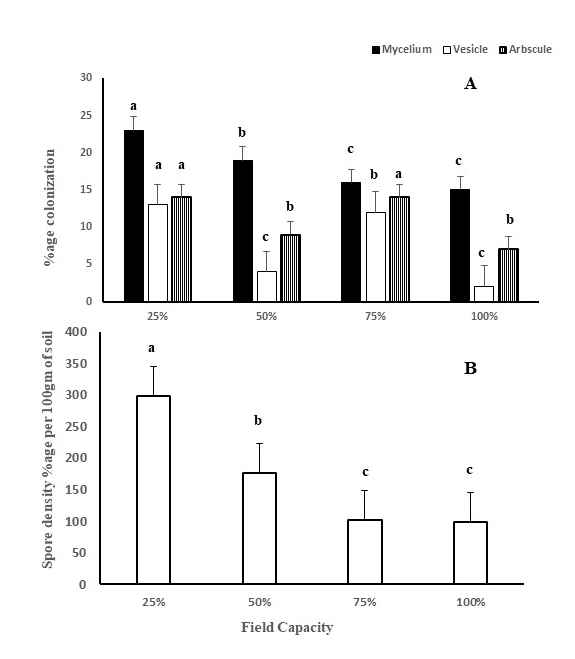 Mycelium Vesicle Arbscule
A
30
25
20
15
10
5
0
%age colonization
a a a
b c b
c b a
c c b
25% 50% 75% 100%
B
400
350
300
250
200
150
100
50
0
Spore density %age per 100gm of soil
a b c c
25% 50% 75% 100%
Field Capacity